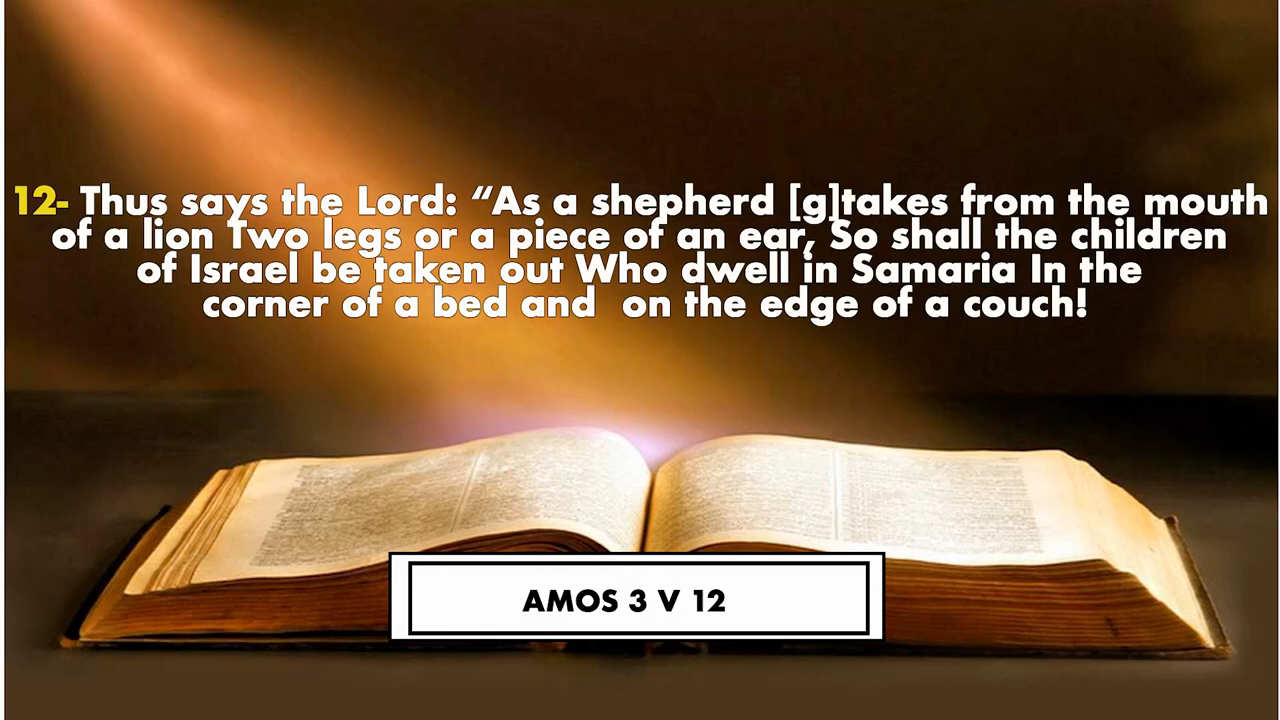 12- Thus says the Lord: “As a shepherd [g]takes from the mouth
of a lion Two legs or a piece of an ear, So shall the children
of Israel be taken out Who dwell in Samaria In the
corner of a bed and  on the edge of a couch!
AMOS 3 V 12